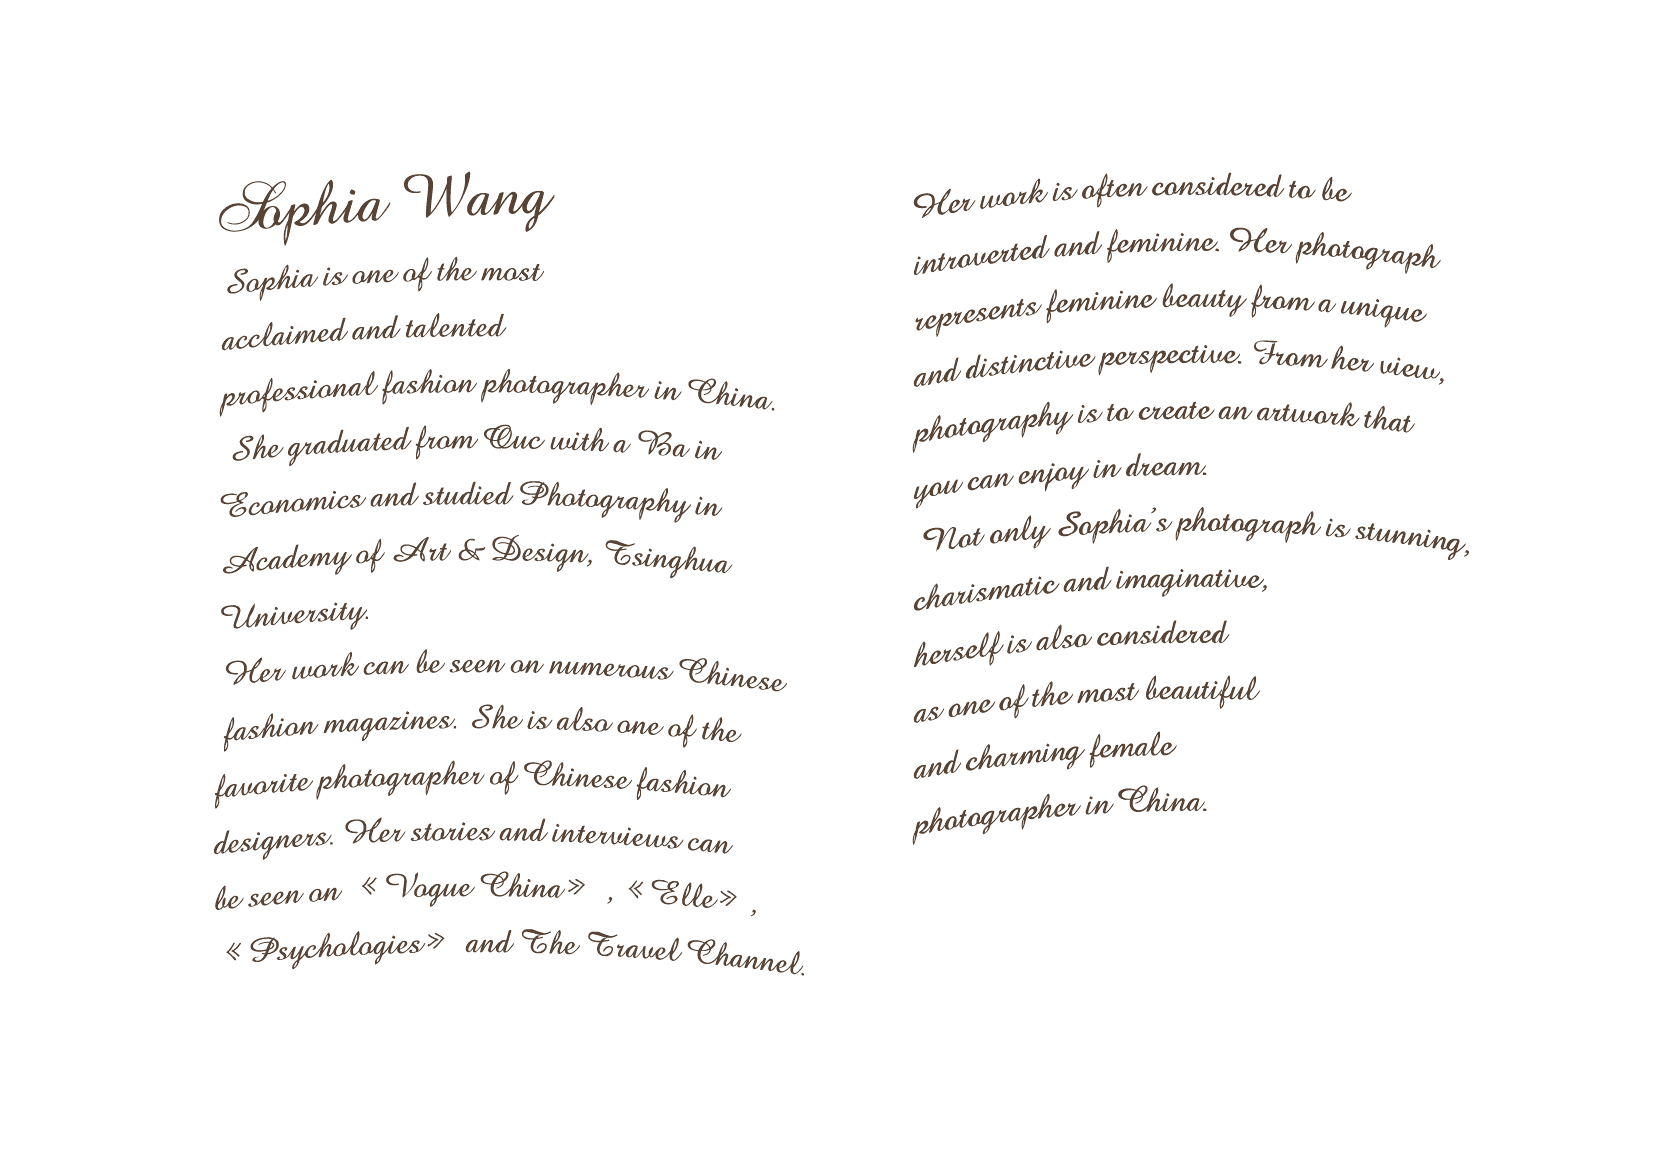 Sophia Wang
Sophia is one of the most
acclaimed and talented
professional fashion photographer in China.
She graduated from Ouc with a Ba in
Economics and studied Photography in
Academy of Art & Design, Tsinghua
University.
Her work can be seen on numerous Chinese
fashion magazines. She is also one of the
favorite photographer of Chinese fashion
designers. Her stories and interviews can
be seen on 《Vogue China》 , 《Elle》 ,
《Psychologies》 and The Travel Channel.
Her work is often considered to be
introverted and feminine. Her photograph
represents feminine beauty from a unique
and distinctive perspective. From her view,
photography is to create an artwork that
you can enjoy in dream.
Not only Sophia's photograph is stunning,
charismatic and imaginative,
herself is also considered
as one of the most beautiful
and charming female
photographer in China.